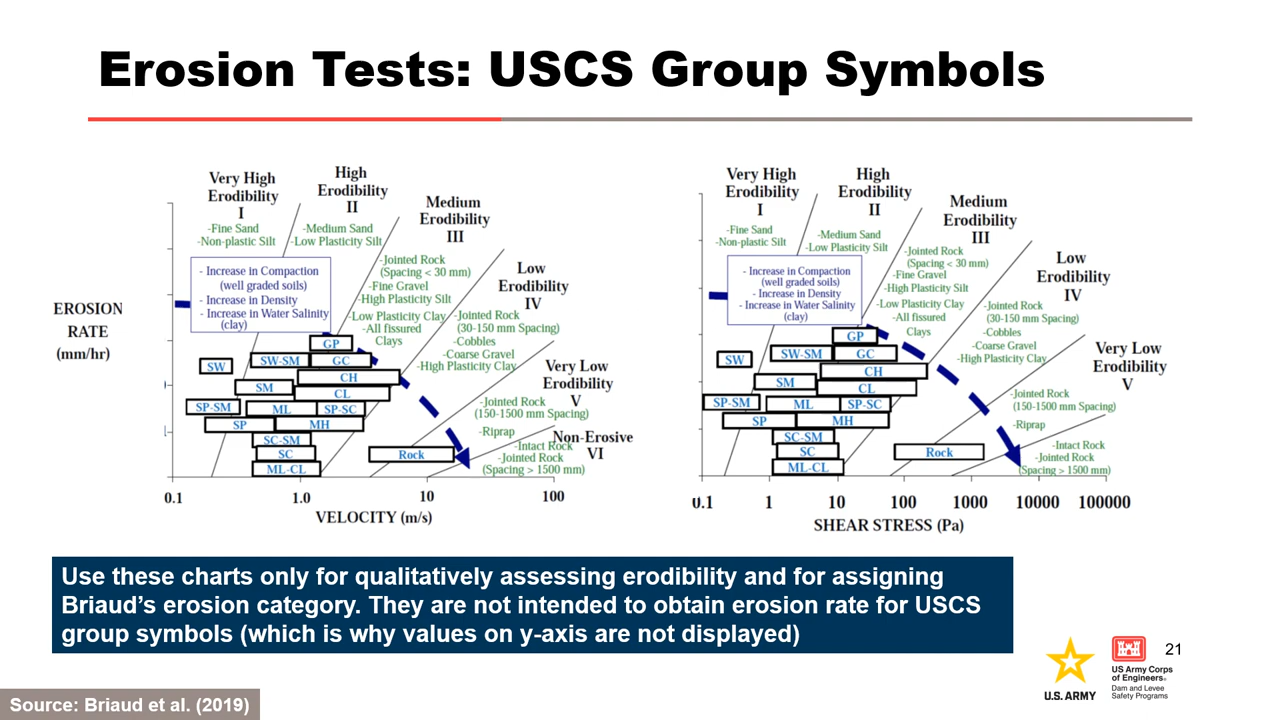 Erosion Tests: USCS Group Symbols
Very High
Erodibility
I
-Fine Sand
-Non-plastic Silt
High
Erodibility
II
-Medium Sand
-Low Plasticity Silt
Medium
Erodibility
III
-Jointed Rock
(Spacing < 30 mm)
-Fine Gravel
-High Plasticity Silt
-Low Plasticity Clay
-All fissured
Clays
Low
Erodibility
IV
-Jointed Rock
(30-150 mm Spacing)
-Cobbles
-Coarse Gravel
-High Plasticity Clay
Very Low
Erodibility
V
-Jointed Rock
(150-1500 mm Spacing)
-Riprap
Non-Erosive
VI
-Intact Rock
-Jointed Rock
(Spacing > 1500 mm)
- Increase in Compaction
(well graded soils)
- Increase in Density
- Increase in Water Salinity
(clay)
EROSION
RATE
(mm/hr)
GP
SW
SW-SM
GC
CH
SM
CL
SP-SM
ML
SP-SC
SP
MH
SC-SM
SC
Rock
ML-CL
0.1
1.0
10
100
VELOCITY (m/s)
Very High
Erodibility
I
-Fine Sand
-Non-plastic Silt
High
Erodibility
II
-Medium Sand
-Low Plasticity Silt
Medium
Erodibility
III
-Jointed Rock
(Spacing < 30 mm)
-Fine Gravel
-High Plasticity Silt
-Low Plasticity Clay
-All fissured
Clays
Low
Erodibility
IV
-Jointed Rock
(30-150 mm Spacing)
-Cobbles
-Coarse Gravel
-High Plasticity Clay
Very Low
Erodibility
V
-Jointed Rock
(150-1500 mm Spacing)
-Riprap
-Intact Rock
-Jointed Rock
(Spacing > 1500 mm)
- Increase in Compaction
(well graded soils)
- Increase in Density
- Increase in Water Salinity
(clay)
GP
SW
SW-SM
GC
CH
SM
CL
SP-SM
ML
SP-SC
SP
MH
SC-SM
SC
Rock
ML-CL
0.1
1
10
100
1000
10000
100000
SHEAR STRESS (Pa)
Use these charts only for qualitatively assessing erodibility and for assigning
Briaud's erosion category. They are not intended to obtain erosion rate for USCS
group symbols (which is why values on y-axis are not displayed)
21
U.S. ARMY
US Army Corps
of Engineers®
Dam and Levee
Safety Programs
Source: Briaud et al. (2019)